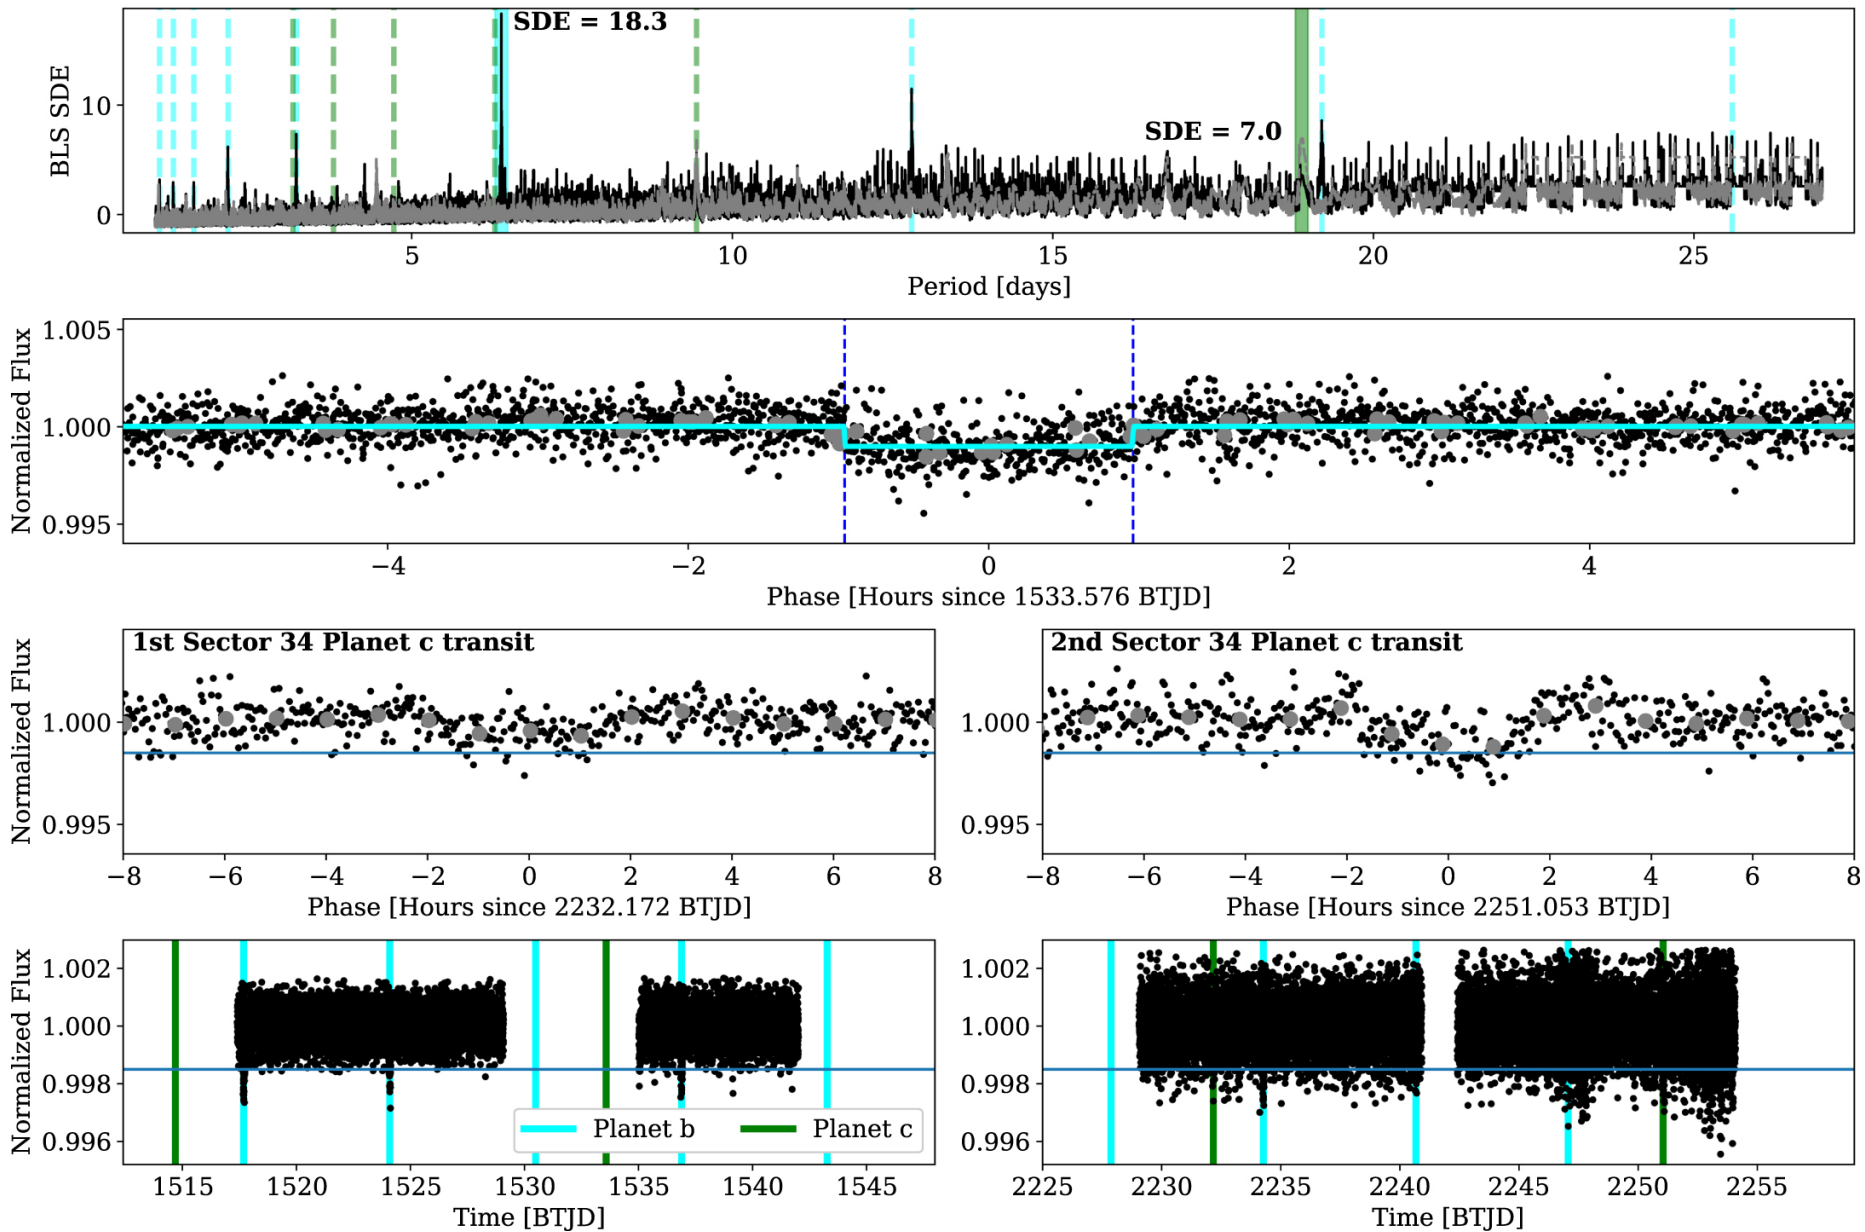 SDE = 18.3
SDE = 7.0
BLS SDE
10
0
5 10 15 20 25
Period [days]
Normalized Flux
1.005
1.000
0.995
−4 −2 0 2 4
Phase [Hours since 1533.576 BTJD]
1st Sector 34 Planet c transit
Normalized Flux
1.000
0.995
−8 −6 −4 −2 0 2 4 6 8
Phase [Hours since 2232.172 BTJD]
2nd Sector 34 Planet c transit
1.000
0.995
−8 −6 −4 −2 0 2 4 6 8
Phase [Hours since 2251.053 BTJD]
Normalized Flux
1.002
1.000
0.998
0.996
Planet b Planet c
1515 1520 1525 1530 1535 1540 1545
Time [BTJD]
1.002
1.000
0.998
0.996
2225 2230 2235 2240 2245 2250 2255
Time [BTJD]